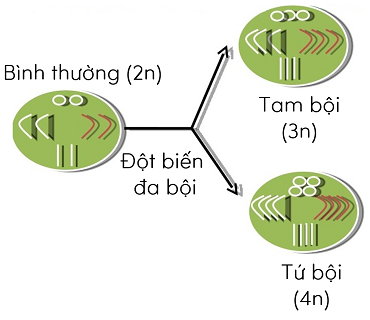 Bình thường (2n)
Đột biến
đa bội
Tam bội
(3n)
Tứ bội
(4n)